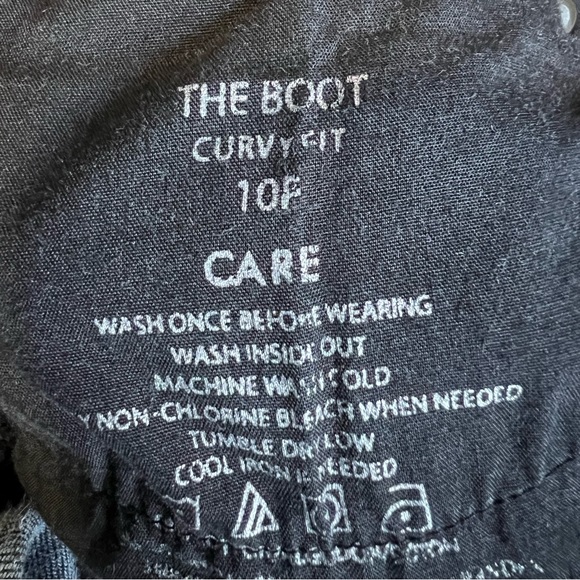 THE BOOT
CURVY FIT
10P
CARE
WASH ONCE BEFORE WEARING
WASH INSIDE OUT
MACHINE WASH COLD
NON-CHLORINE BLEACH WHEN NEEDED
TUMBLE DRY LOW
COOL IRON IF NEEDED